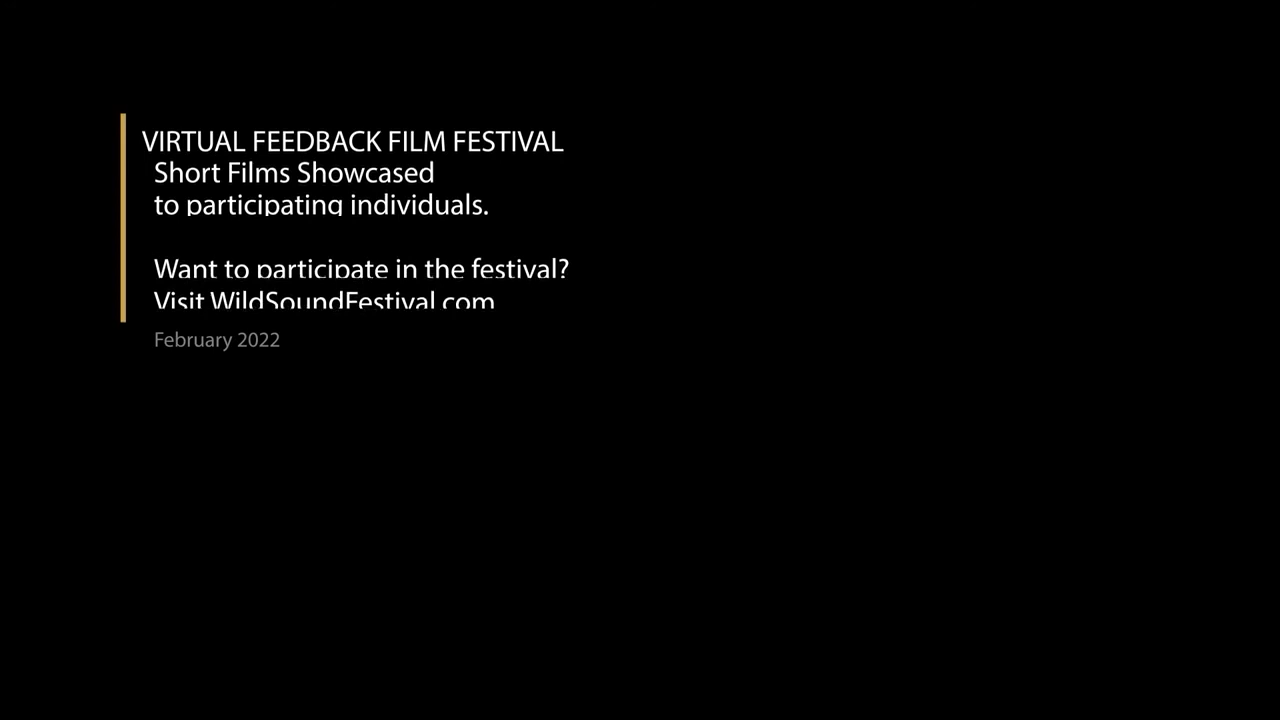 VIRTUAL FEEDBACK FILM FESTIVAL
Short Films Showcased
to participating individuals.
Want to participate in the festival?
Visit WildSoundFestival.com
February 2022